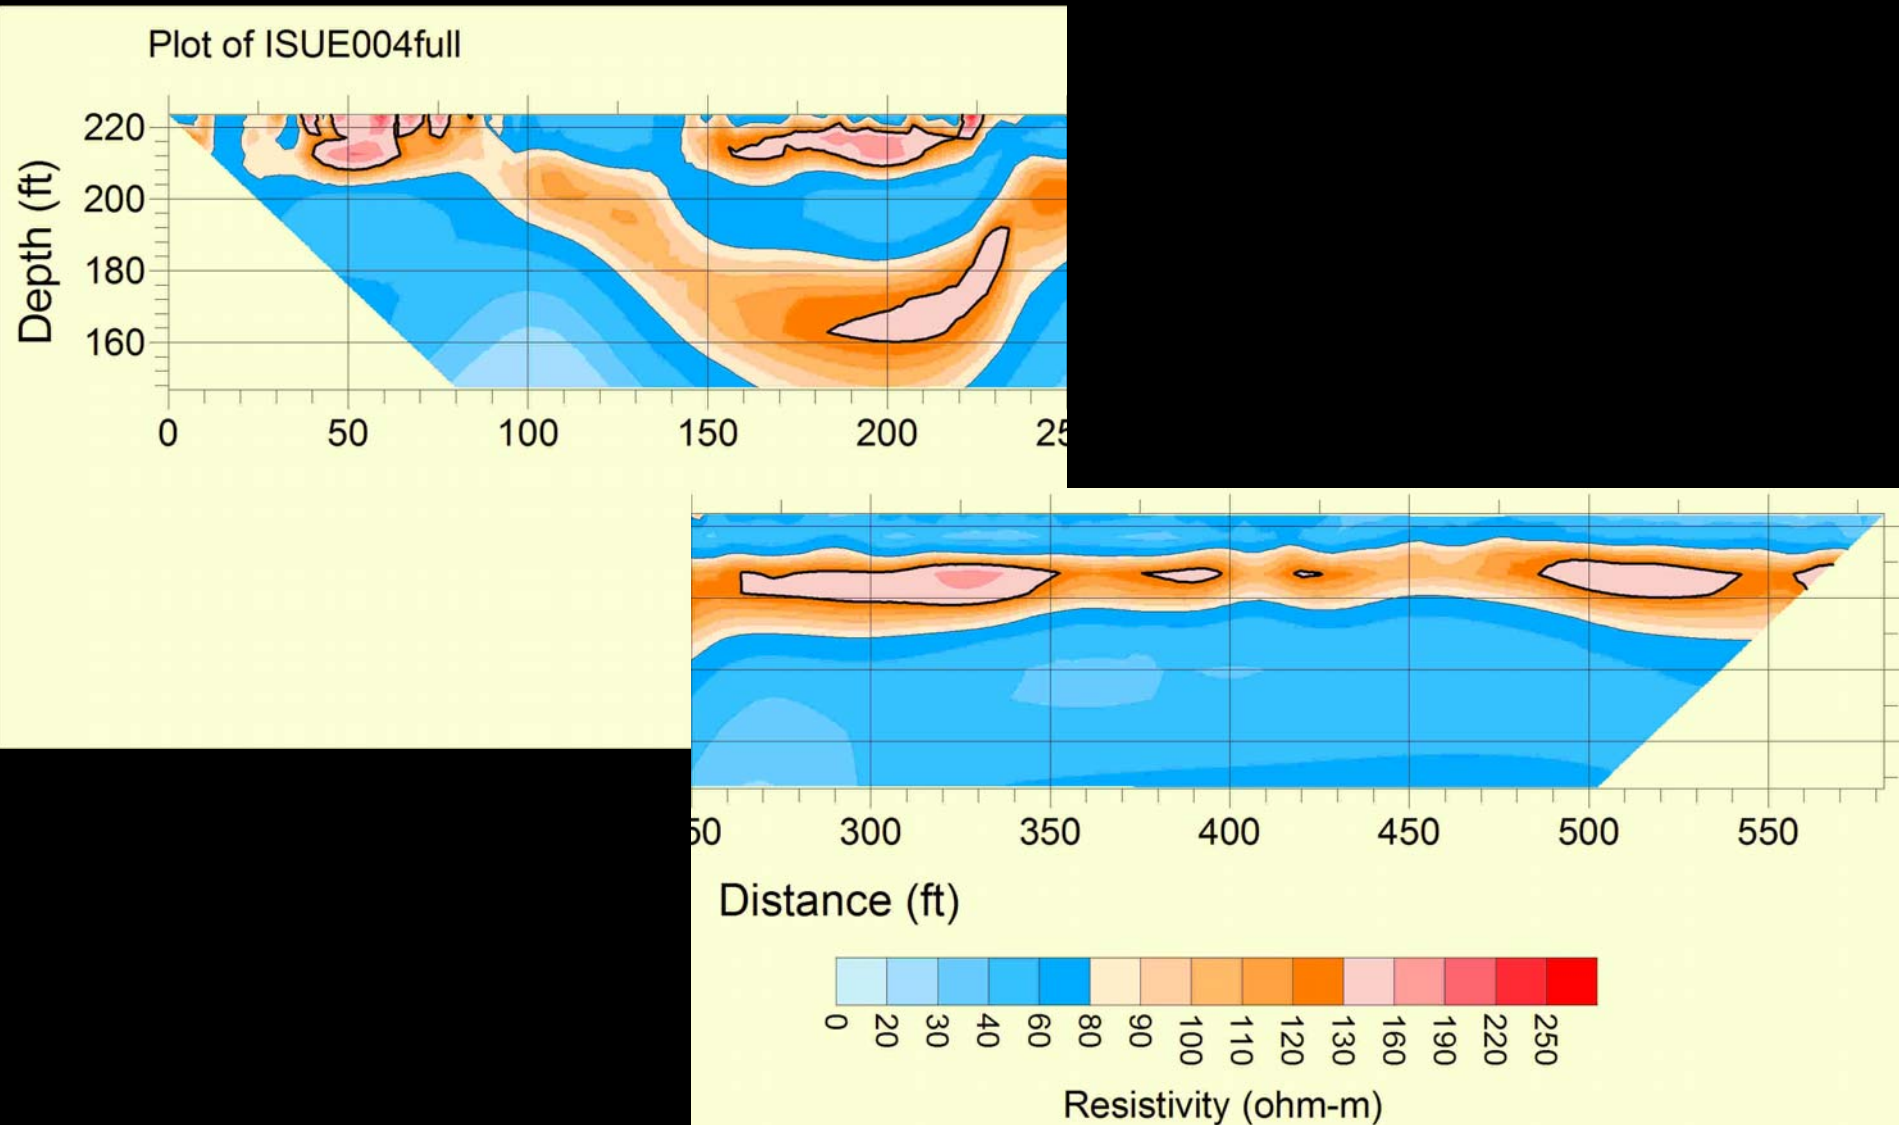 Plot of ISUE004full
Depth (ft)
220
200
180
160
0 50 100 150 200 25
50 300 350 400 450 500 550
Distance (ft)
0 20 30 40 60 80 90 100 110 120 130 160 190 220 250
Resistivity (ohm-m)